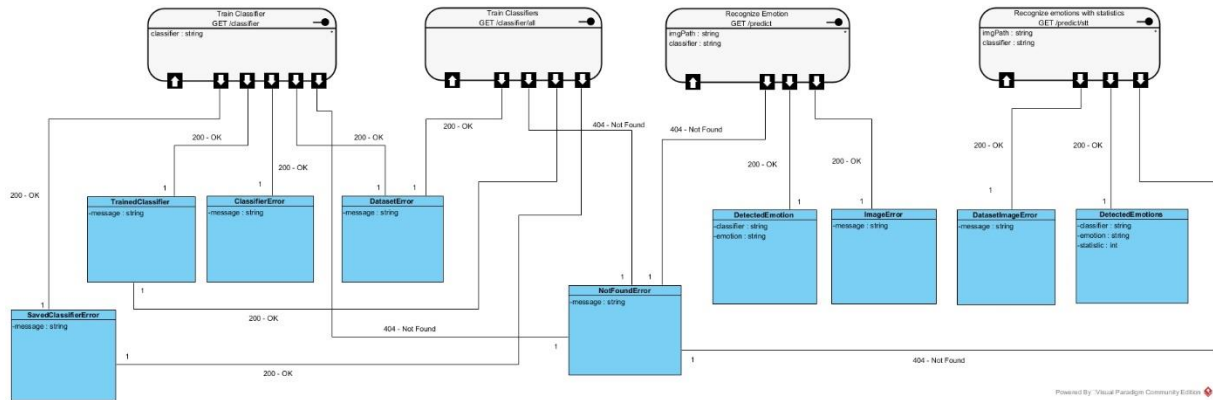 Train Classifier
GET /classifier
classifier : string
*
Train Classifiers
GET /classifier/all
Recognize Emotion
GET /predict
imgPath : string
*
classifier : string
Recognize emotions with statistics
GET /predict/stt
imgPath : string
*
classifier : string
200 - OK
200 - OK
200 - OK
200 - OK
200 - OK
404 - Not Found
404 - Not Found
200 - OK
200 - OK
200 - OK
200 - OK
1
1
1
1
1
1
1
1
TrainedClassifier
-message : string
ClassifierError
-message : string
DatasetError
-message : string
DetectedEmotion
-classifier : string
-emotion : string
ImageError
-message : string
DatasetImageError
-message : string
DetectedEmotions
-classifier : string
-emotion : string
-statistic : int
1
1
1
1
NotFoundError
-message : string
SavedClassifierError
-message : string
200 - OK
404 - Not Found
1
1
1
200 - OK
404 - Not Found
Powered By Visual Paradigm Community Edition